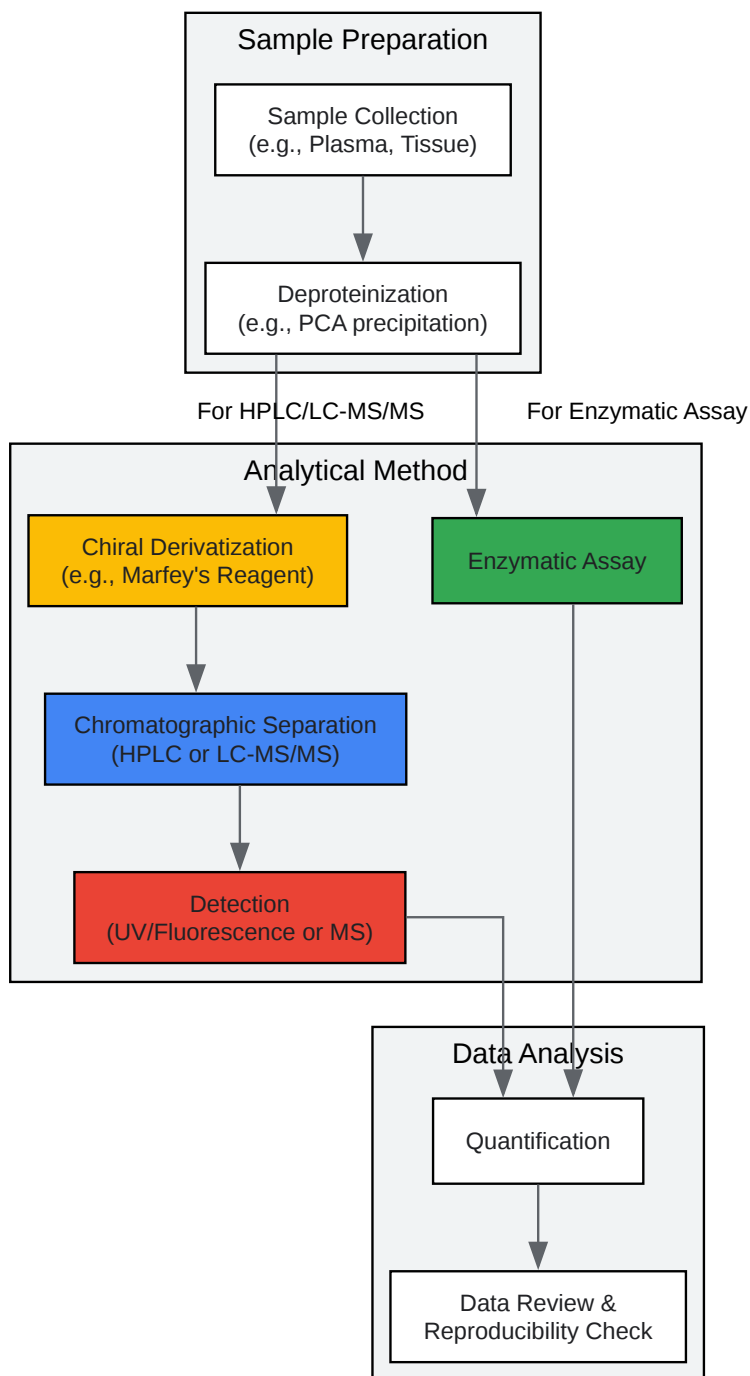 Sample Preparation
Sample Collection
(e.g., Plasma, Tissue)
Deproteinization
(e.g., PCA precipitation)
For HPLC/LC-MS/MS
For Enzymatic Assay
Analytical Method
Chiral Derivatization
(e.g., Marfey's Reagent)
Enzymatic Assay
Chromatographic Separation
(HPLC or LC-MS/MS)
Detection
(UV/Fluorescence or MS)
Data Analysis
Quantification
Data Review &
Reproducibility Check